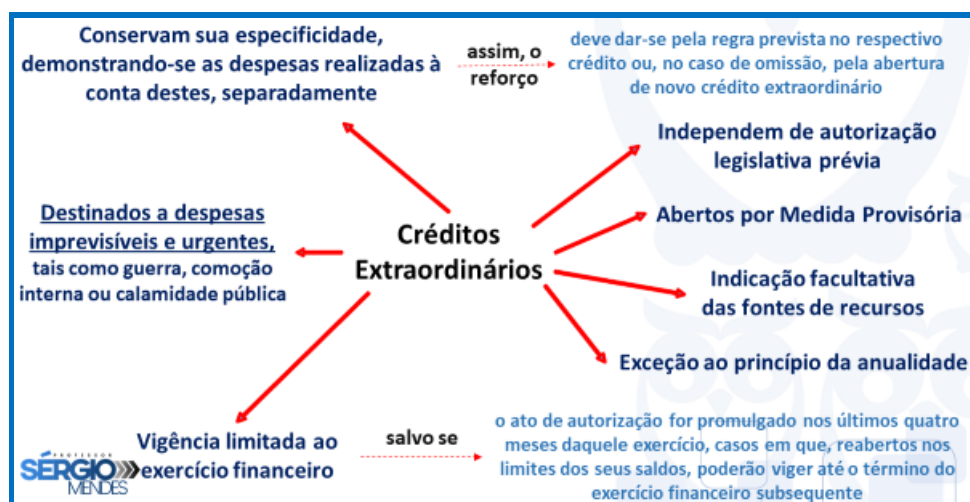 Conservam sua especificidade,
demonstrando-se as despesas realizadas à
conta destes, separadamente
assim, o
reforço
deve dar-se pela regra prevista no respectivo
crédito ou, no caso de omissão, pela abertura
de novo crédito extraordinário
Independem de autorização
legislativa prévia
Destinados a despesas
imprevisíveis e urgentes,
tais como guerra, comoção
interna ou calamidade pública
Créditos
Extraordinários
Abertos por Medida Provisória
Indicação facultativa
das fontes de recursos
Exceção ao princípio da anualidade
Vigência limitada ao
exercício financeiro
salvo se
o ato de autorização for promulgado nos últimos quatro
meses daquele exercício, casos em que, reabertos nos
limites dos seus saldos, poderão viger até o término do
exercício financeiro subsequente
PROFESSOR
SÉRGIO
MENDES